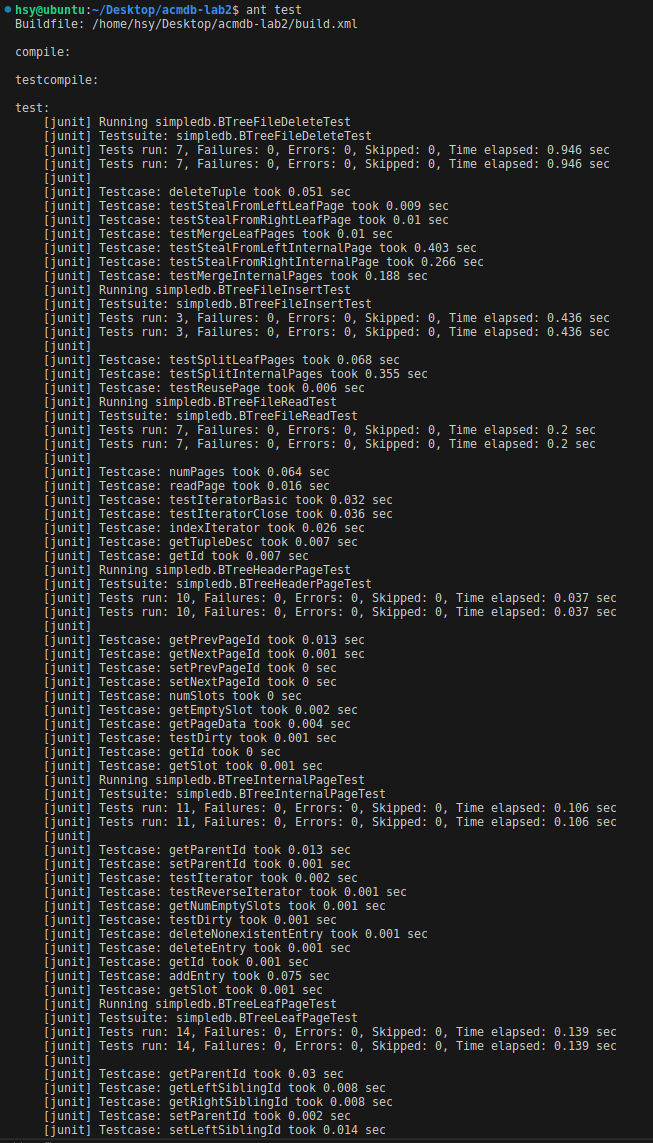 hsy@ubuntu:~/Desktop/acmdb-lab2$ ant test
Buildfile: /home/hsy/Desktop/acmdb-lab2/build.xml

compile:

testcompile:

test:
    [junit] Running simpledb.BTreeFileDeleteTest
    [junit] Testsuite: simpledb.BTreeFileDeleteTest
    [junit] Tests run: 7, Failures: 0, Errors: 0, Skipped: 0, Time elapsed: 0.946 sec
    [junit] Tests run: 7, Failures: 0, Errors: 0, Skipped: 0, Time elapsed: 0.946 sec
    [junit]
    [junit] Testcase: deleteTuple took 0.051 sec
    [junit] Testcase: testStealFromLeftLeafPage took 0.009 sec
    [junit] Testcase: testStealFromRightLeafPage took 0.01 sec
    [junit] Testcase: testMergeLeafPages took 0.01 sec
    [junit] Testcase: testStealFromLeftInternalPage took 0.403 sec
    [junit] Testcase: testStealFromRightInternalPage took 0.266 sec
    [junit] Testcase: testMergeInternalPages took 0.188 sec
    [junit] Running simpledb.BTreeFileInsertTest
    [junit] Testsuite: simpledb.BTreeFileInsertTest
    [junit] Tests run: 3, Failures: 0, Errors: 0, Skipped: 0, Time elapsed: 0.436 sec
    [junit] Tests run: 3, Failures: 0, Errors: 0, Skipped: 0, Time elapsed: 0.436 sec
    [junit]
    [junit] Testcase: testSplitLeafPages took 0.068 sec
    [junit] Testcase: testSplitInternalPages took 0.355 sec
    [junit] Testcase: testReusePage took 0.006 sec
    [junit] Running simpledb.BTreeFileReadTest
    [junit] Testsuite: simpledb.BTreeFileReadTest
    [junit] Tests run: 7, Failures: 0, Errors: 0, Skipped: 0, Time elapsed: 0.2 sec
    [junit] Tests run: 7, Failures: 0, Errors: 0, Skipped: 0, Time elapsed: 0.2 sec
    [junit]
    [junit] Testcase: numPages took 0.064 sec
    [junit] Testcase: readPage took 0.016 sec
    [junit] Testcase: testIteratorBasic took 0.032 sec
    [junit] Testcase: testIteratorClose took 0.036 sec
    [junit] Testcase: indexIterator took 0.026 sec
    [junit] Testcase: getTupleDesc took 0.007 sec
    [junit] Testcase: getId took 0.007 sec
    [junit] Running simpledb.BTreeHeaderPageTest
    [junit] Testsuite: simpledb.BTreeHeaderPageTest
    [junit] Tests run: 10, Failures: 0, Errors: 0, Skipped: 0, Time elapsed: 0.037 sec
    [junit] Tests run: 10, Failures: 0, Errors: 0, Skipped: 0, Time elapsed: 0.037 sec
    [junit]
    [junit] Testcase: getPrevPageId took 0.013 sec
    [junit] Testcase: getNextPageId took 0.001 sec
    [junit] Testcase: setPrevPageId took 0 sec
    [junit] Testcase: setNextPageId took 0 sec
    [junit] Testcase: numSlots took 0 sec
    [junit] Testcase: getEmptySlot took 0.002 sec
    [junit] Testcase: getPageData took 0.004 sec
    [junit] Testcase: testDirty took 0.001 sec
    [junit] Testcase: getId took 0 sec
    [junit] Testcase: getSlot took 0.001 sec
    [junit] Running simpledb.BTreeInternalPageTest
    [junit] Testsuite: simpledb.BTreeInternalPageTest
    [junit] Tests run: 11, Failures: 0, Errors: 0, Skipped: 0, Time elapsed: 0.106 sec
    [junit] Tests run: 11, Failures: 0, Errors: 0, Skipped: 0, Time elapsed: 0.106 sec
    [junit]
    [junit] Testcase: getParentId took 0.013 sec
    [junit] Testcase: setParentId took 0.001 sec
    [junit] Testcase: testIterator took 0.002 sec
    [junit] Testcase: testReverseIterator took 0.001 sec
    [junit] Testcase: getNumEmptySlots took 0.001 sec
    [junit] Testcase: testDirty took 0.001 sec
    [junit] Testcase: deleteNonexistentEntry took 0.001 sec
    [junit] Testcase: deleteEntry took 0.001 sec
    [junit] Testcase: getId took 0.001 sec
    [junit] Testcase: addEntry took 0.075 sec
    [junit] Testcase: getSlot took 0.001 sec
    [junit] Running simpledb.BTreeLeafPageTest
    [junit] Testsuite: simpledb.BTreeLeafPageTest
    [junit] Tests run: 14, Failures: 0, Errors: 0, Skipped: 0, Time elapsed: 0.139 sec
    [junit] Tests run: 14, Failures: 0, Errors: 0, Skipped: 0, Time elapsed: 0.139 sec
    [junit]
    [junit] Testcase: getParentId took 0.03 sec
    [junit] Testcase: getLeftSiblingId took 0.008 sec
    [junit] Testcase: getRightSiblingId took 0.008 sec
    [junit] Testcase: setParentId took 0.002 sec
    [junit] Testcase: setLeftSiblingId took 0.014 sec